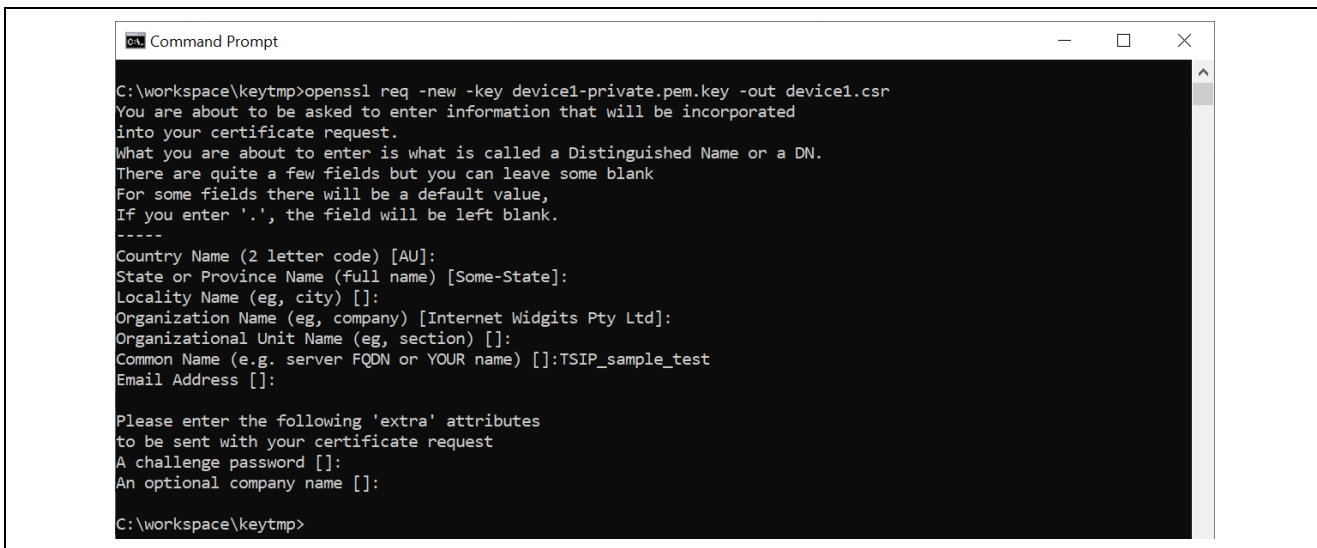 Command Prompt
C:\workspace\keytmp>openssl req -new -key device1-private.pem.key -out device1.csr
You are about to be asked to enter information that will be incorporated
into your certificate request.
What you are about to enter is what is called a Distinguished Name or a DN.
There are quite a few fields but you can leave some blank
For some fields there will be a default value,
If you enter '.', the field will be left blank.
-----
Country Name (2 letter code) [AU]:
State or Province Name (full name) [Some-State]:
Locality Name (eg, city) []:
Organization Name (eg, company) [Internet Widgits Pty Ltd]:
Organizational Unit Name (eg, section) []:
Common Name (e.g. server FQDN or YOUR name) []:TSIP_sample_test
Email Address []:
Please enter the following 'extra' attributes
to be sent with your certificate request
A challenge password []:
An optional company name []:
C:\workspace\keytmp>